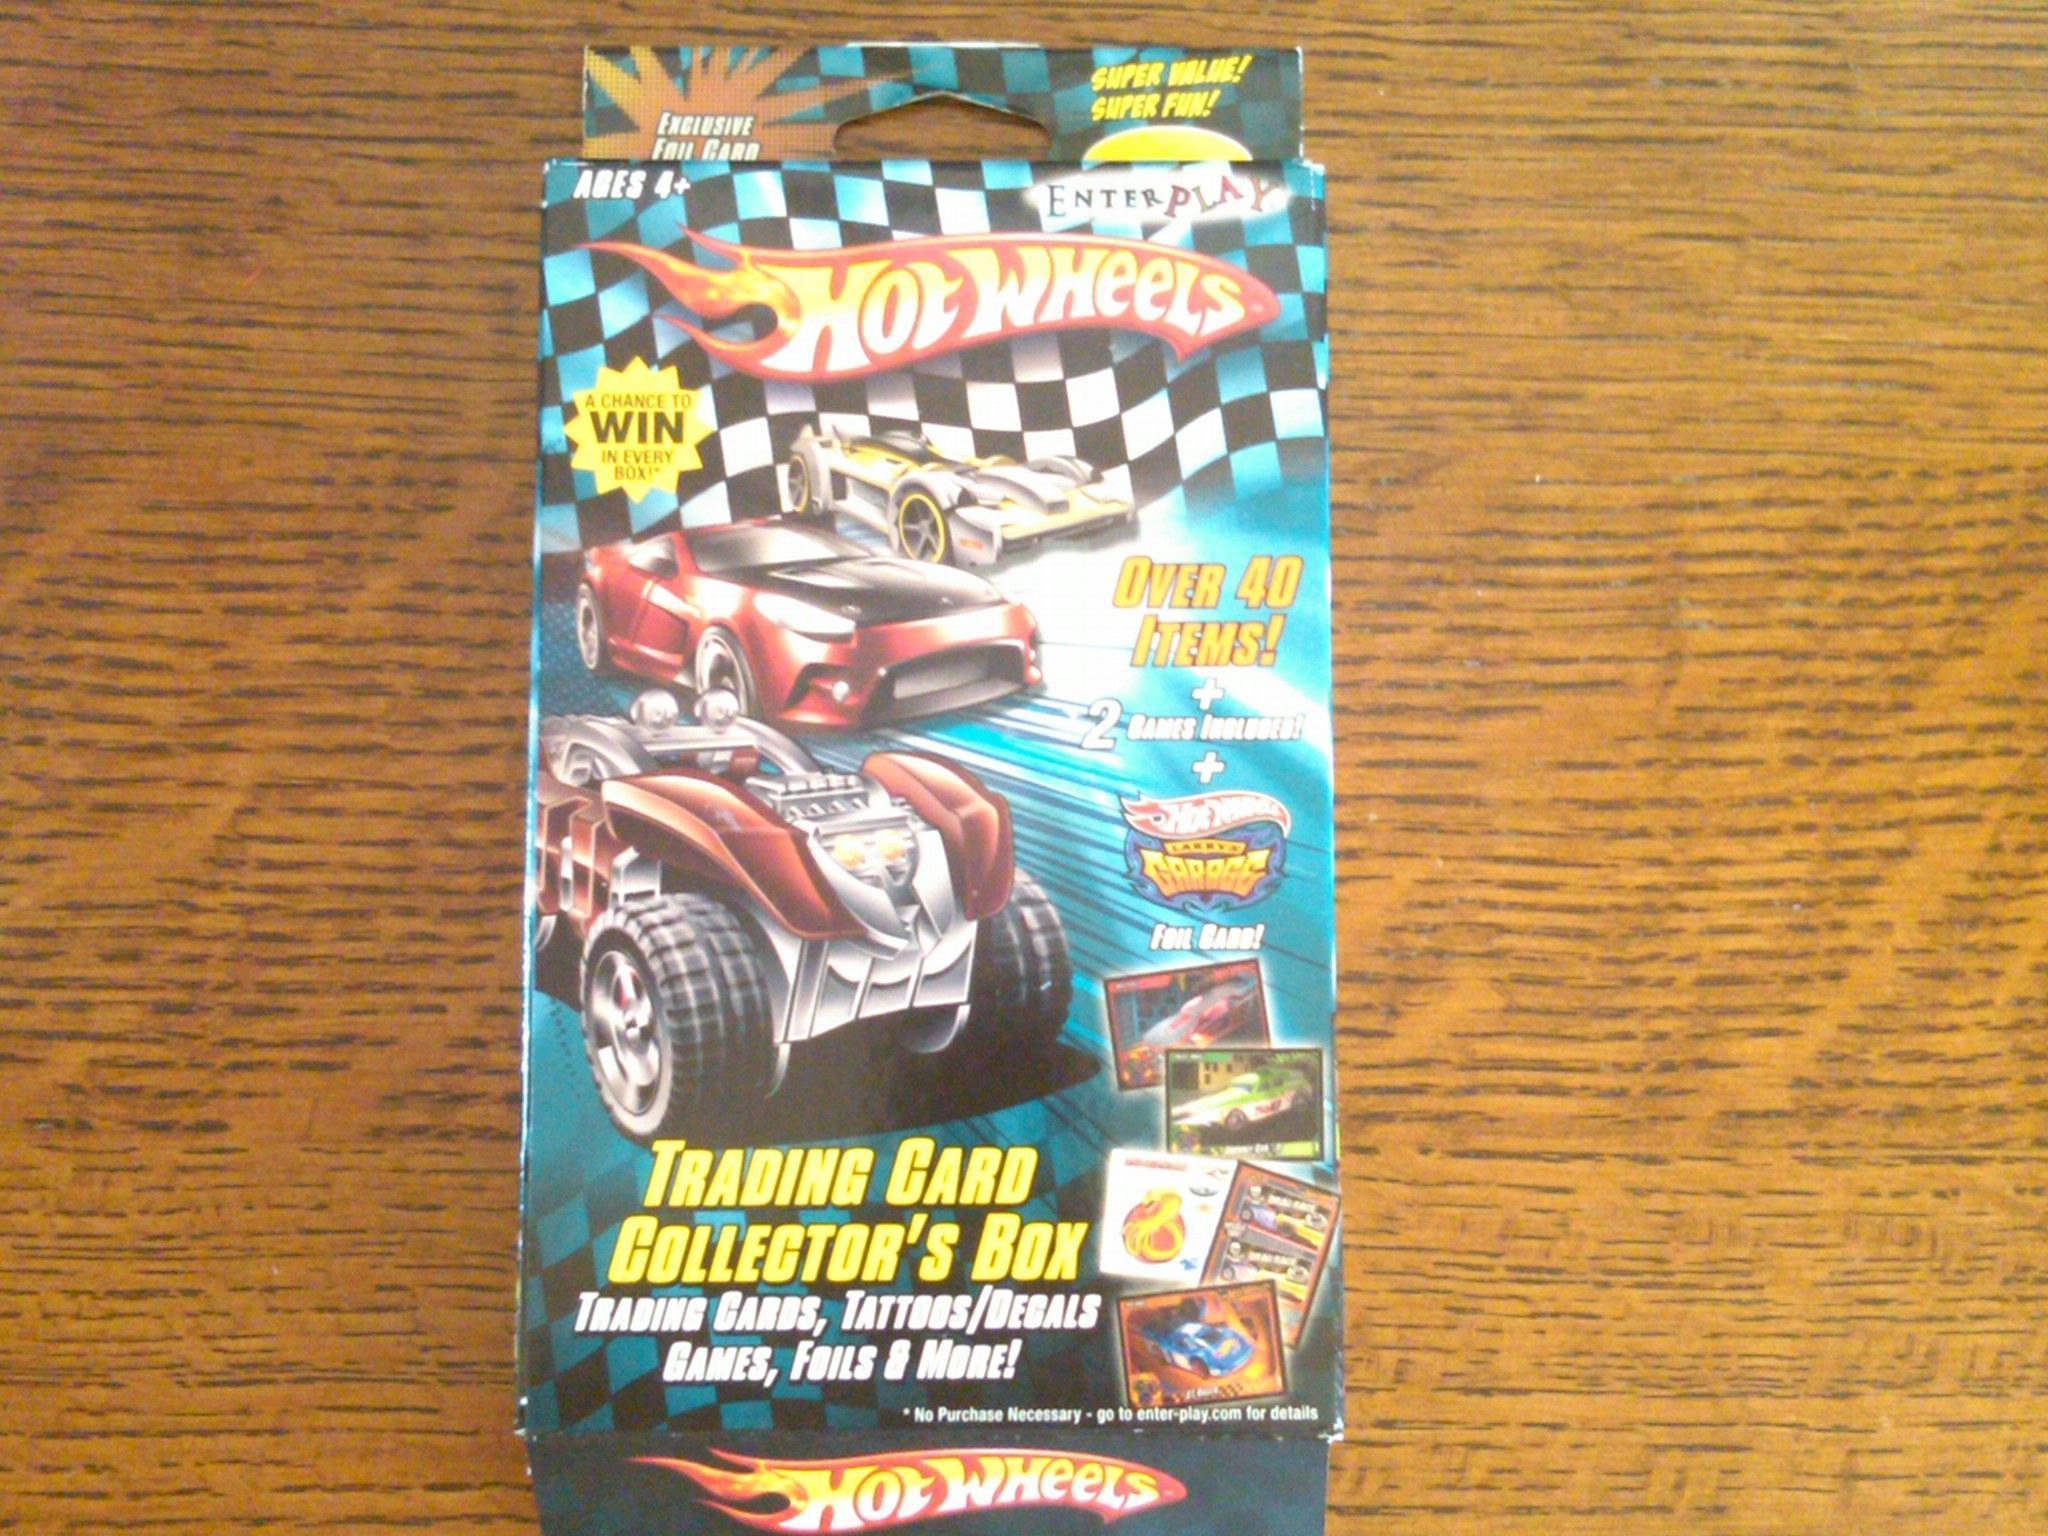 EXCLUSIVE
FOIL CARD
SUPER VALUE!
SUPER FUN!
AGES 4+
ENTERPLAY
HOT WHEELS
A CHANCE TO
WIN
IN EVERY
BOX!*
OVER 40
ITEMS!
+
2 GAMES INCLUDED!
+
HOT WHEELS
LARRY'S
GARAGE
FOIL CARD!
TRADING CARD
COLLECTOR'S BOX
TRADING CARDS, TATTOOS/DECALS
GAMES, FOILS & MORE!
* No Purchase Necessary - go to enter-play.com for details
HOT WHEELS